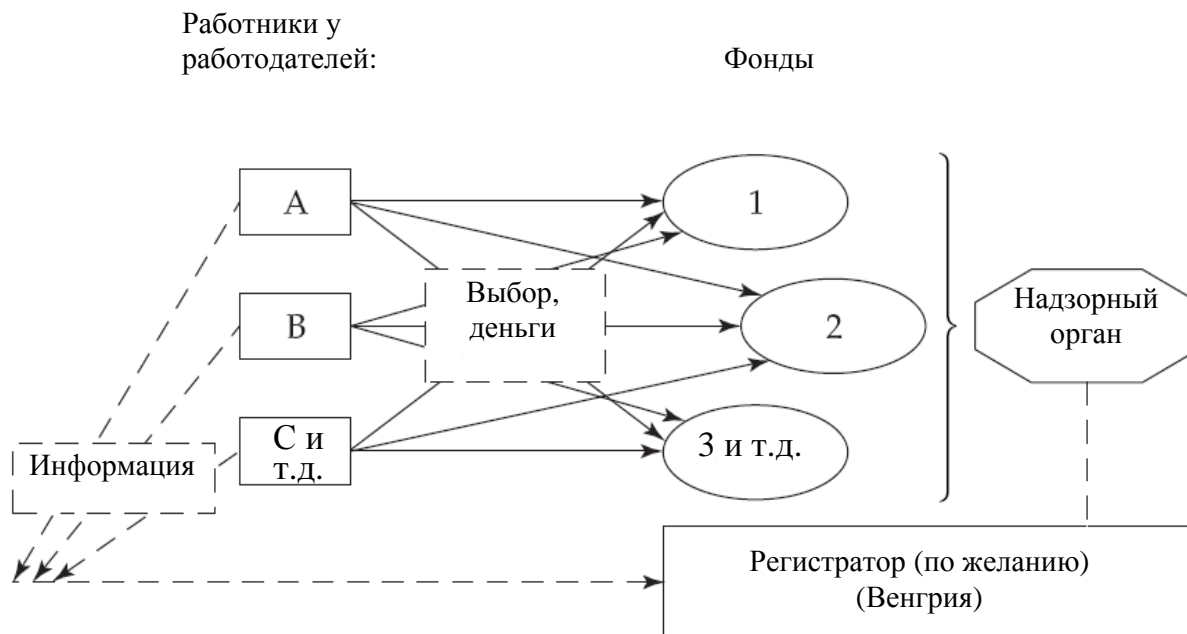 Работники у
работодателей:
Фонды
A
1
Выбор,
деньги
B
2
Надзорный
орган
С и
т.д.
3 и т.д.
Информация
Регистратор (по желанию)
(Венгрия)